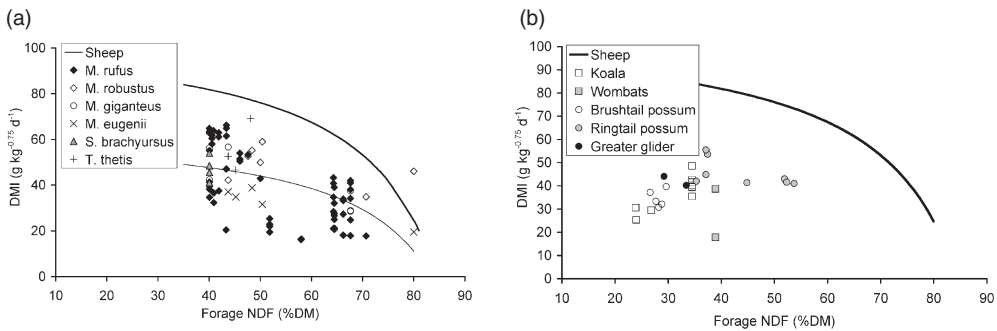 (a)
100
80
60
40
20
0
DMI (g kg⁻⁰·⁷⁵ d⁻¹)
Sheep
M. rufus
M. robustus
M. giganteus
M. eugenii
S. brachyursus
T. thetis
10 20 30 40 50 60 70 80 90
Forage NDF (%DM)
(b)
100
90
80
70
60
50
40
30
20
10
0
DMI (g kg⁻⁰·⁷⁵ d⁻¹)
Sheep
Koala
Wombats
Brushtail possum
Ringtail possum
Greater glider
10 20 30 40 50 60 70 80 90
Forage NDF (%DM)